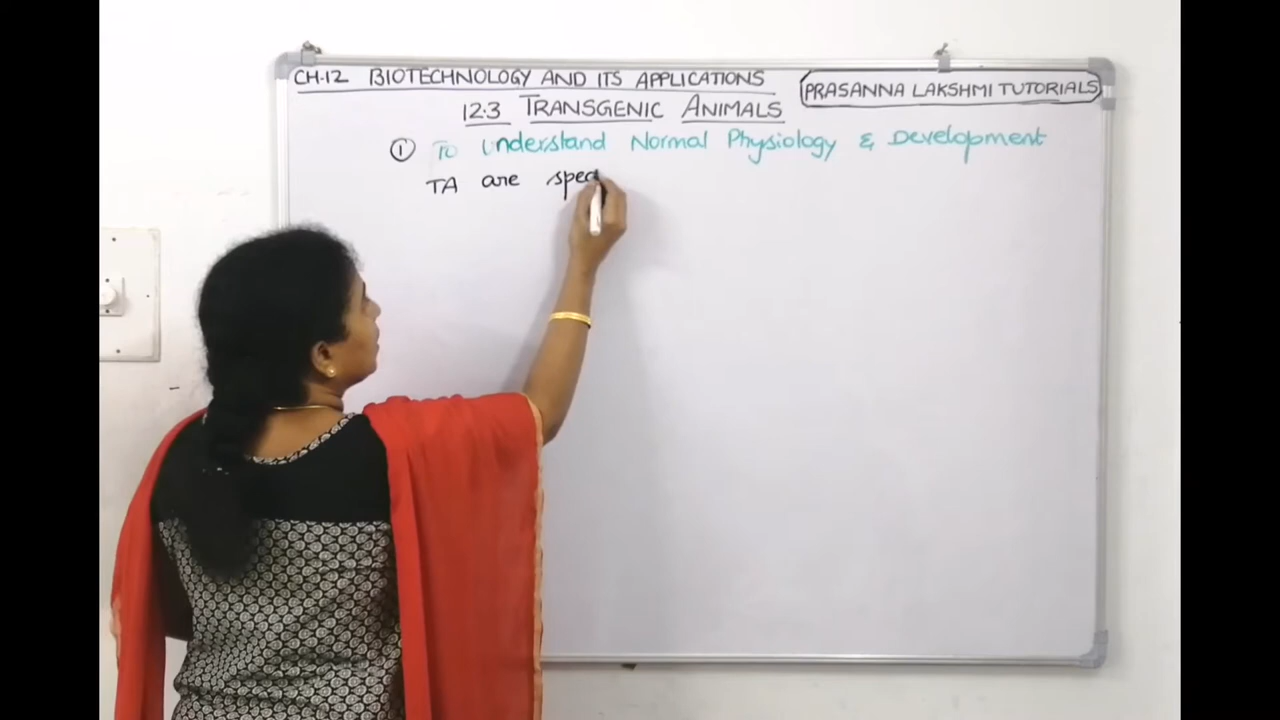 CH.12 BIOTECHNOLOGY AND ITS APPLICATIONS
PRASANNA LAKSHMI TUTORIALS
12.3 TRANSGENIC ANIMALS
① To Understand Normal Physiology & Development
TA are spec